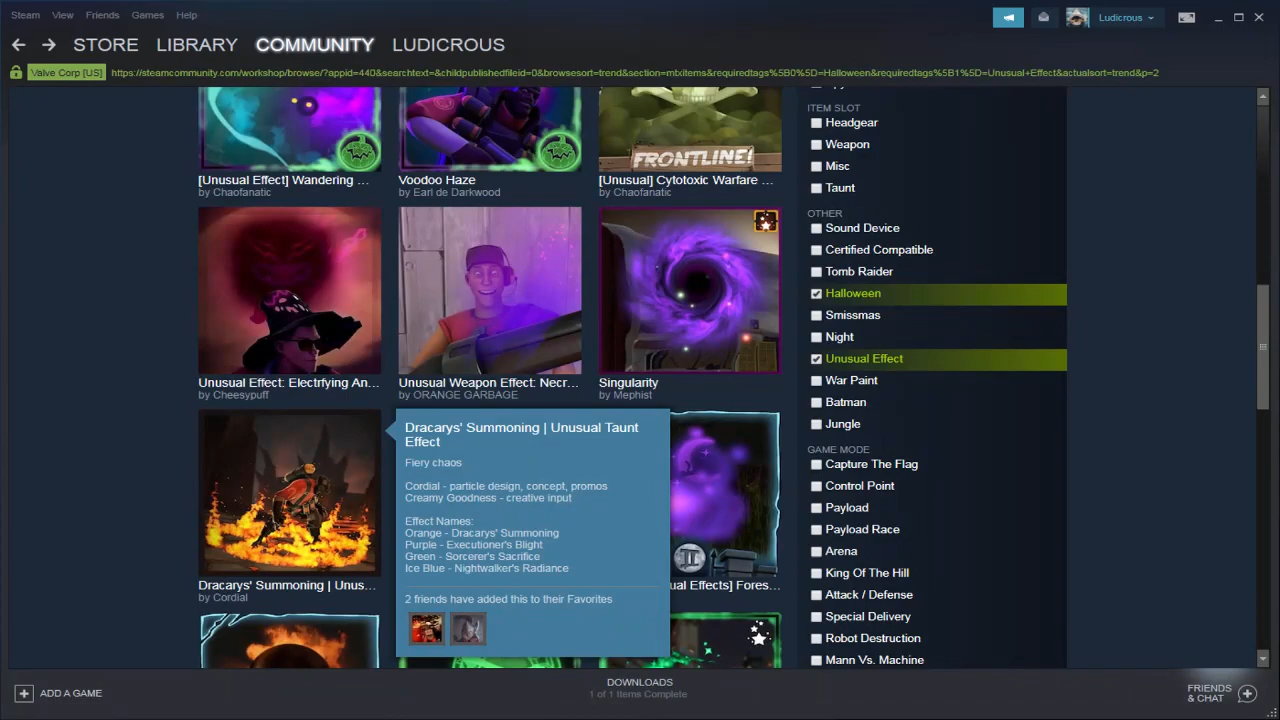 Steam View Friends Games Help
Ludicrous
STORE LIBRARY COMMUNITY LUDICROUS
Valve Corp [US] https://steamcommunity.com/workshop/browse/?appid=440&searchtext=&childpublishedfileid=0&browsesort=trend&section=mtxitems&requiredtags%5B0%5D=Halloween&requiredtags%5B1%5D=Unusual+Effect&actualsort=trend&p=2
FRONTLINE!
[Unusual Effect] Wandering ...
by Chaofanatic
Voodoo Haze
by Earl de Darkwood
[Unusual] Cytotoxic Warfare ...
by Chaofanatic
Unusual Effect: Electrifying An...
by Cheesypuff
Unusual Weapon Effect: Necr...
by ORANGE GARBAGE
Singularity
by Mephist
Dracarys' Summoning | Unus...
by Cordial
Dracarys' Summoning | Unusual Taunt
Effect
Fiery chaos
Cordial - particle design, concept, promos
Creamy Goodness - creative input
Effect Names:
Orange - Dracarys' Summoning
Purple - Executioner's Blight
Green - Sorcerer's Sacrifice
Ice Blue - Nightwalker's Radiance
2 friends have added this to their Favorites
II
ual Effects] Fores...
ITEM SLOT
Headgear
Weapon
Misc
Taunt
OTHER
Sound Device
Certified Compatible
Tomb Raider
Halloween
Smissmas
Night
Unusual Effect
War Paint
Batman
Jungle
GAME MODE
Capture The Flag
Control Point
Payload
Payload Race
Arena
King Of The Hill
Attack / Defense
Special Delivery
Robot Destruction
Mann Vs. Machine
ADD A GAME
DOWNLOADS
1 of 1 Items Complete
FRIENDS
& CHAT